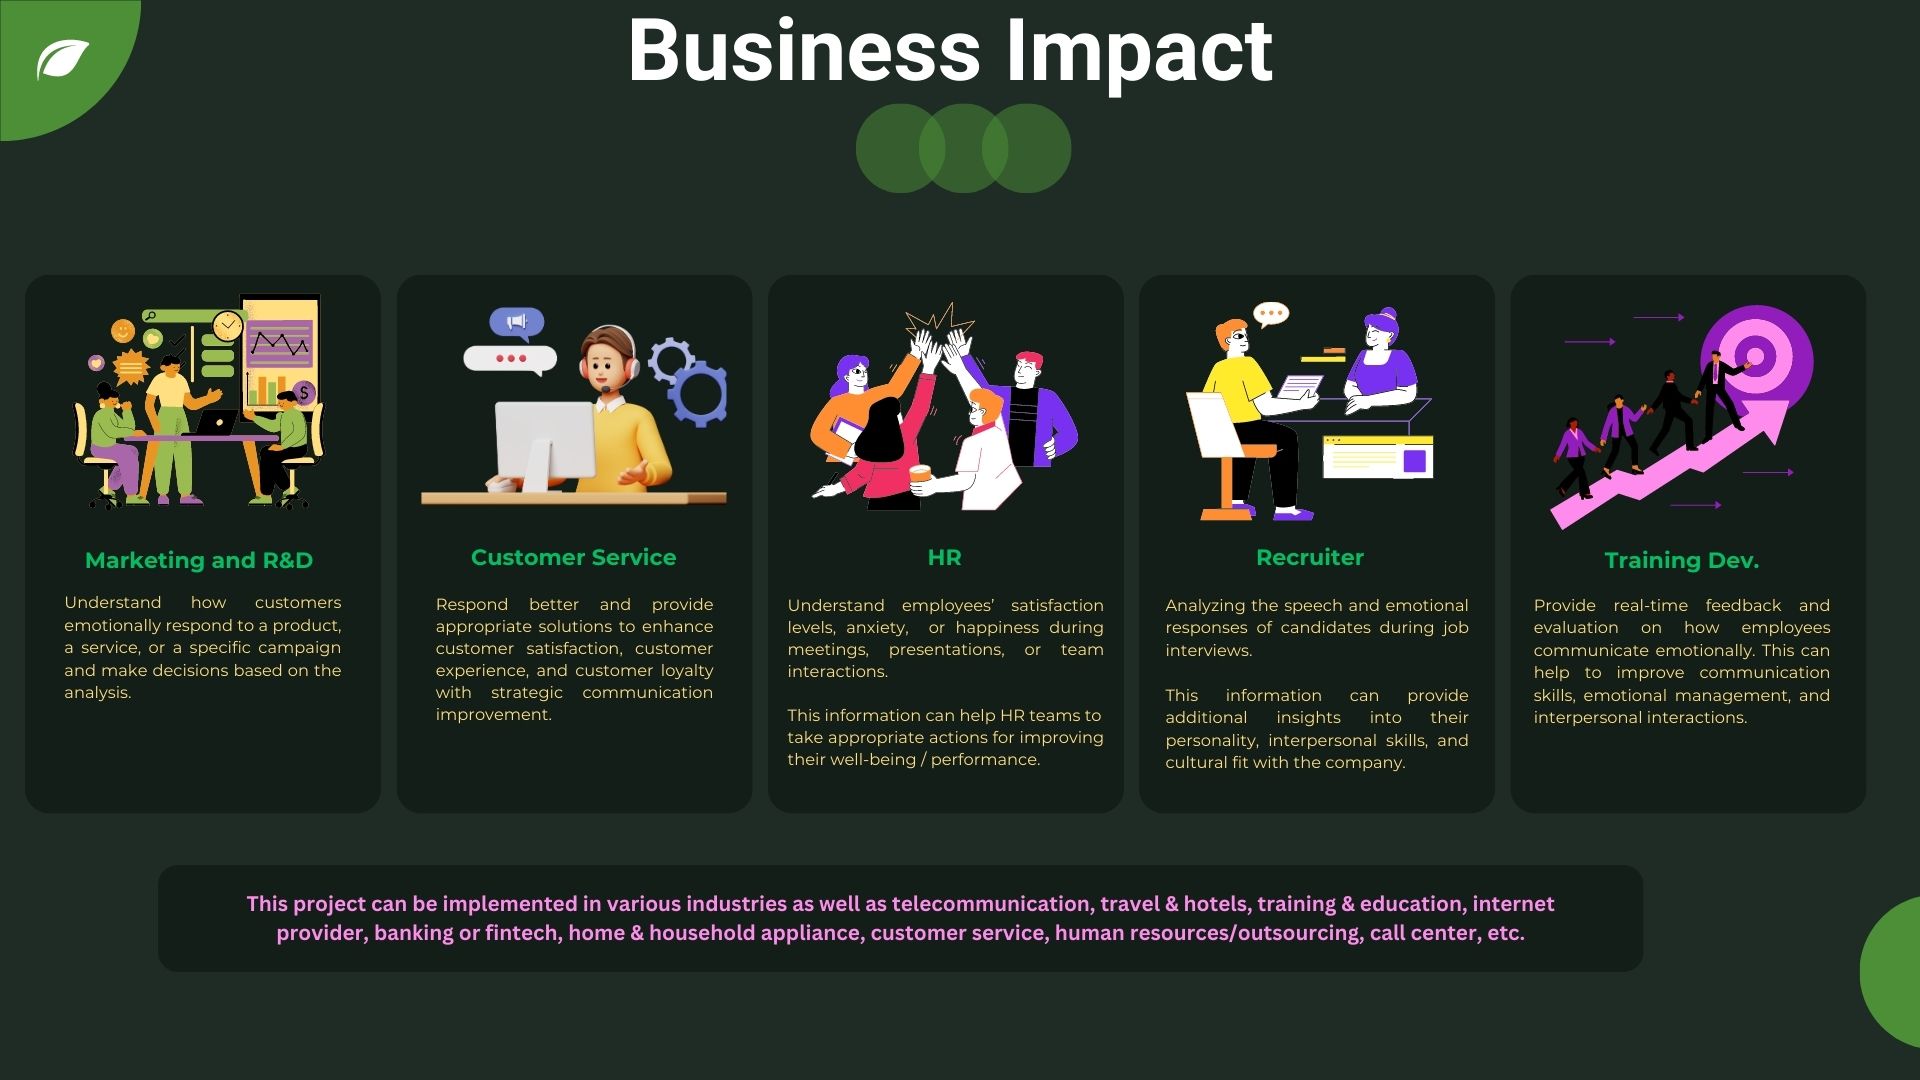 Business Impact
Marketing and R&D
Understand how customers
emotionally respond to a product,
a service, or a specific campaign
and make decisions based on the
analysis.
Customer Service
Respond better and provide
appropriate solutions to enhance
customer satisfaction, customer
experience, and customer loyalty
with strategic communication
improvement.
HR
Understand employees’ satisfaction
levels, anxiety, or happiness during
meetings, presentations, or team
interactions.
This information can help HR teams to
take appropriate actions for improving
their well-being / performance.
Recruiter
Analyzing the speech and emotional
responses of candidates during job
interviews.
This information can provide
additional insights into their
personality, interpersonal skills, and
cultural fit with the company.
Training Dev.
Provide real-time feedback and
evaluation on how employees
communicate emotionally. This can
help to improve communication
skills, emotional management, and
interpersonal interactions.
This project can be implemented in various industries as well as telecommunication, travel & hotels, training & education, internet
provider, banking or fintech, home & household appliance, customer service, human resources/outsourcing, call center, etc.